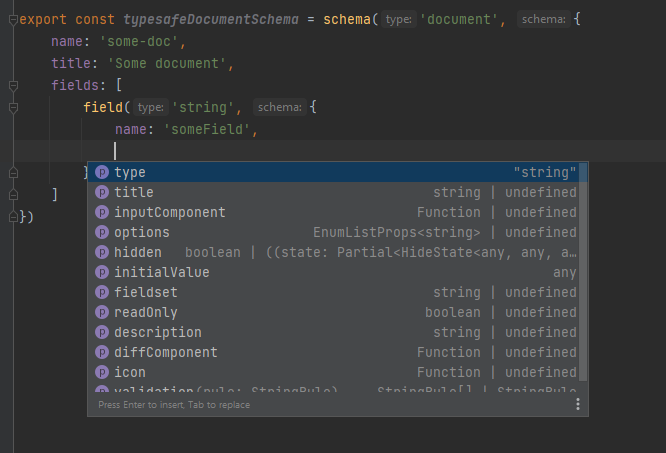 export const typesafeDocumentSchema = schema( type: 'document', schema: {
name: 'some-doc',
title: 'Some document',
fields: [
field( type: 'string', schema: {
name: 'someField',
p type "string"
p title string | undefined
p inputComponent Function | undefined
p options EnumListProps<string> | undefined
p hidden boolean | ((state: Partial<HideState<any, any, a…
p initialValue any
p fieldset string | undefined
p readOnly boolean | undefined
p description string | undefined
p diffComponent Function | undefined
p icon Function | undefined
p validation(rule: StringRule) StringRule[] | StringRule
Press Enter to insert, Tab to replace
}
]
})